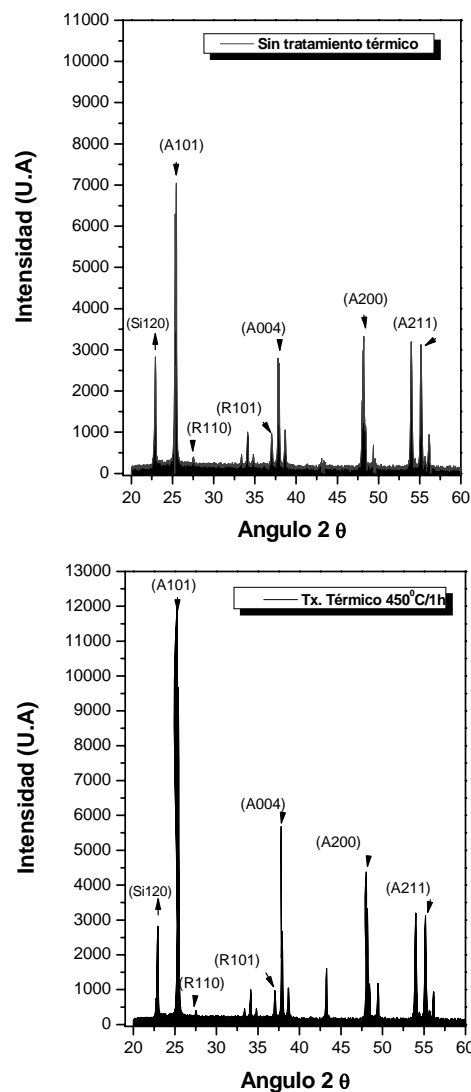 11000
10000
9000
8000
7000
6000
5000
4000
3000
2000
1000
0
Intensidad (U.A)
Sin tratamiento térmico
(A101)
(Si120)
(R110)
(R101)
(A004)
(A200)
(A211)
20 25 30 35 40 45 50 55 60
Angulo 2 θ
13000
12000
11000
10000
9000
8000
7000
6000
5000
4000
3000
2000
1000
0
Intensidad (U.A)
Tx. Térmico 450⁰C/1h
(A101)
(Si120)
(R110)
(R101)
(A004)
(A200)
(A211)
20 25 30 35 40 45 50 55 60
Angulo 2 θ